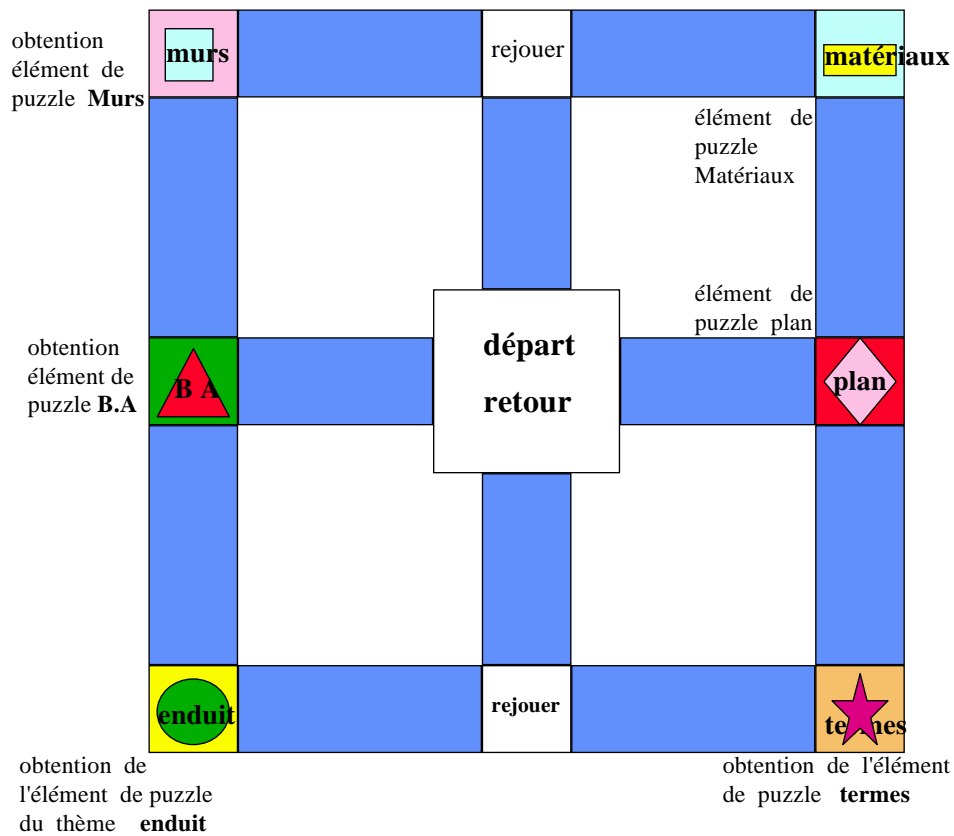 obtention
élément de
puzzle Murs
murs
rejouer
matériaux
élément de
puzzle
Matériaux
élément de
puzzle plan
obtention
élément de
puzzle B.A
B A
départ
retour
plan
enduit
rejouer
termes
obtention de
l'élément de puzzle
du thème enduit
obtention de l'élément
de puzzle termes